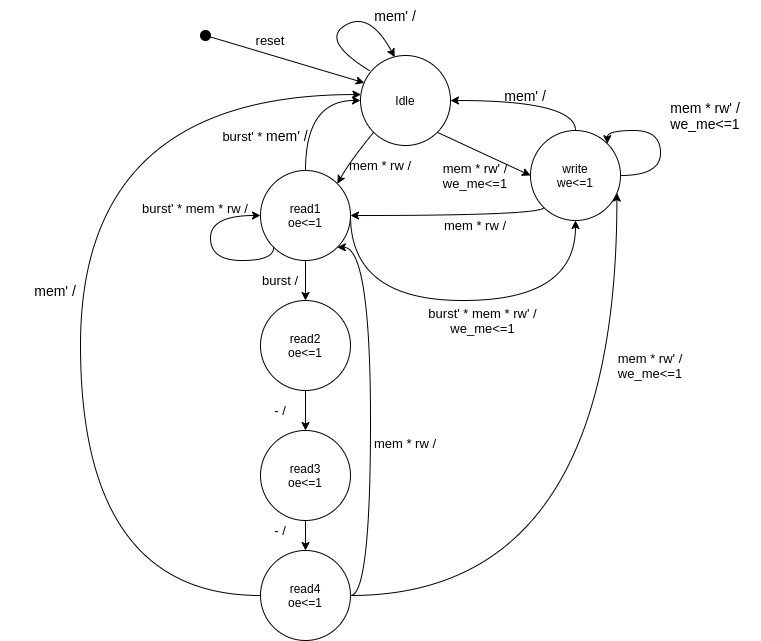 mem' /
reset
Idle
mem' /
mem * rw' /
we_me<=1
burst' * mem' /
mem * rw /
mem * rw' /
we_me<=1
write
we<=1
burst' * mem * rw /
read1
oe<=1
mem * rw /
burst /
mem' /
burst' * mem * rw' /
we_me<=1
read2
oe<=1
mem * rw' /
we_me<=1
- /
mem * rw /
read3
oe<=1
- /
read4
oe<=1